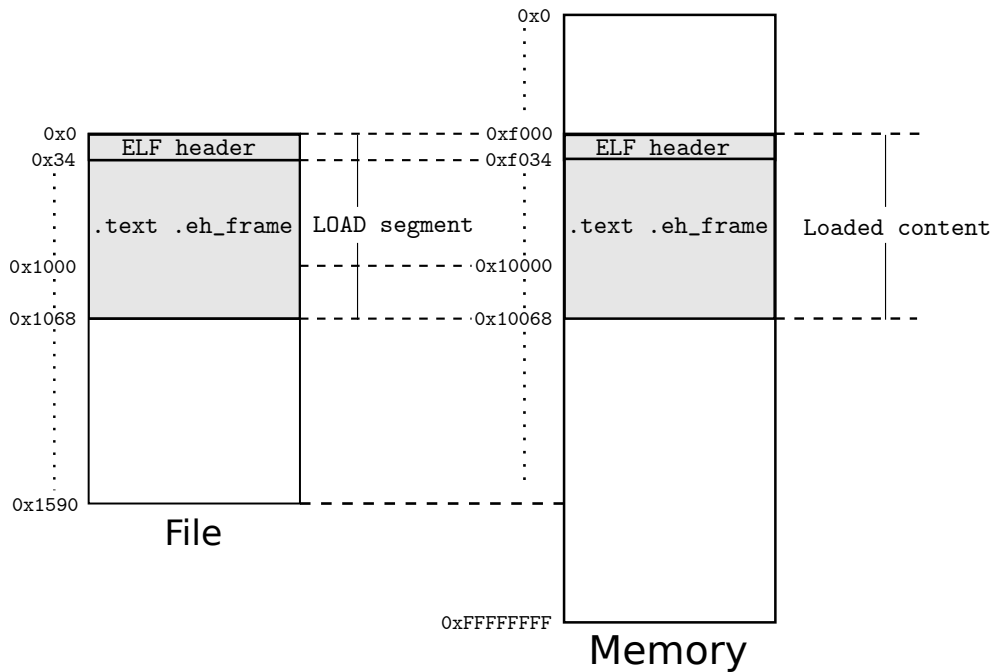 0x0
0x0
0xf000
ELF header
ELF header
0x34
0xf034
.text .eh_frame
LOAD segment
.text .eh_frame
Loaded content
0x1000
0x10000
0x1068
0x10068
0x1590
File
0xFFFFFFFF
Memory